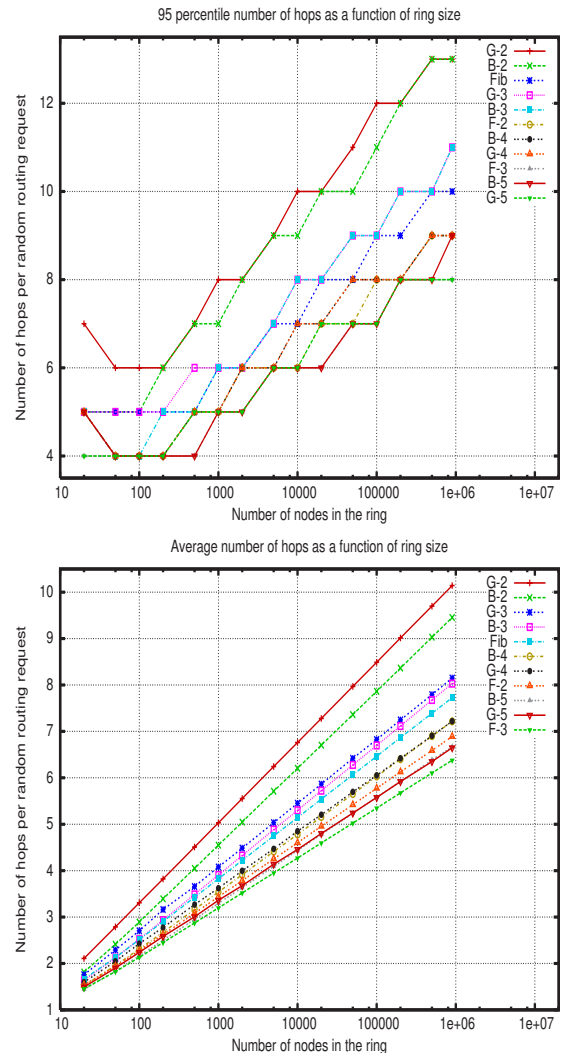 95 percentile number of hops as a function of ring size
Number of hops per random routing request
12
10
8
6
4
10 100 1000 10000 100000 1e+06 1e+07
Number of nodes in the ring
G-2
B-2
Fib
G-3
B-3
F-2
B-4
G-4
F-3
B-5
G-5
Average number of hops as a function of ring size
Number of hops per random routing request
10
9
8
7
6
5
4
3
2
1
10 100 1000 10000 100000 1e+06 1e+07
Number of nodes in the ring
G-2
B-2
G-3
B-3
Fib
B-4
G-4
F-2
B-5
G-5
F-3